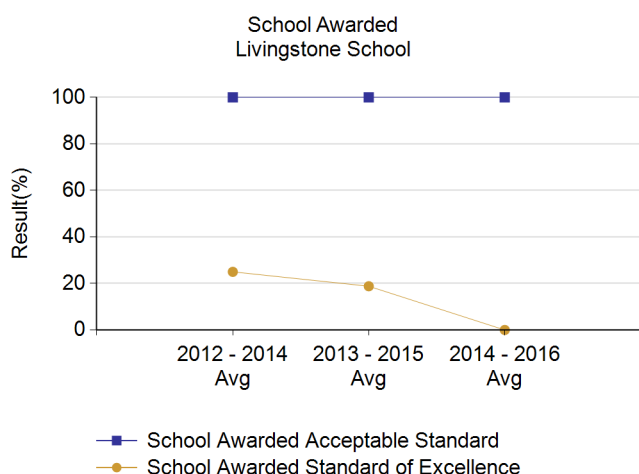 School Awarded
Livingstone School
Result(%)
100
80
60
40
20
0
2012 - 2014
Avg
2013 - 2015
Avg
2014 - 2016
Avg
School Awarded Acceptable Standard
School Awarded Standard of Excellence